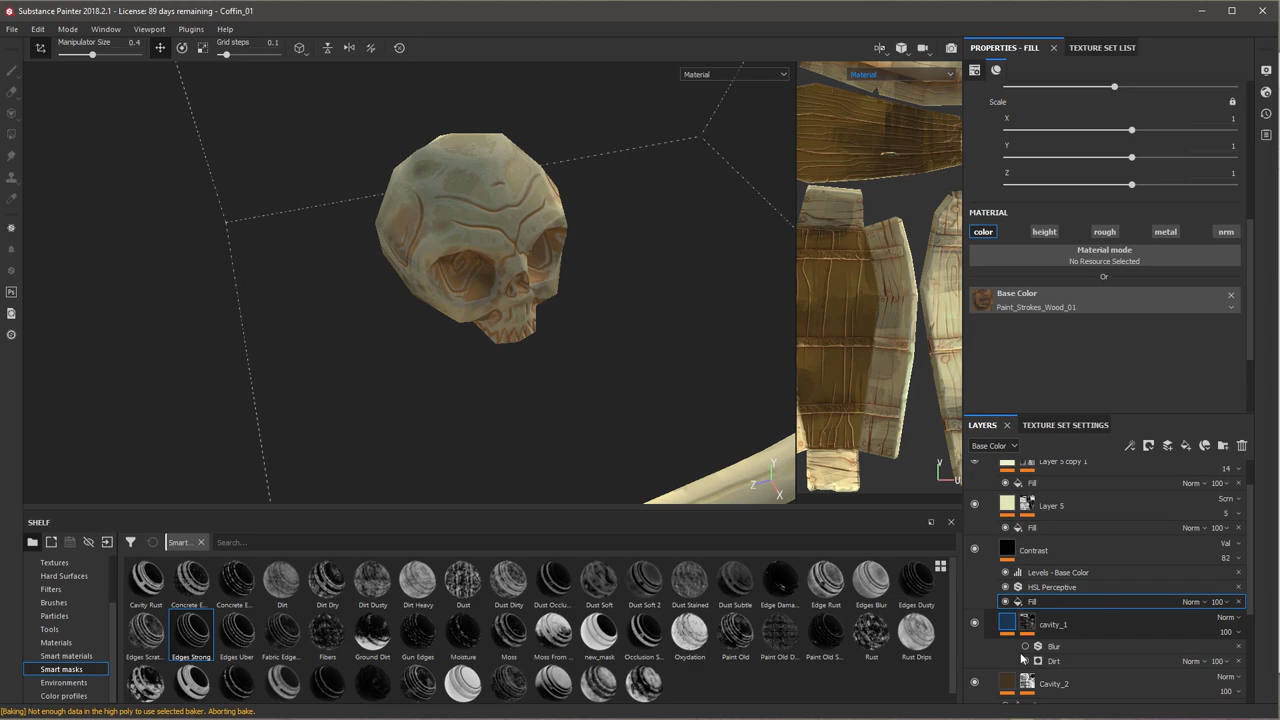 Substance Painter 2018.2.1 - License: 89 days remaining - Coffin_01
File Edit Mode Window Viewport Plugins Help
Manipulator Size 0.4 Grid steps 0.1
Material
Material
Y
Z
X
PROPERTIES - FILL TEXTURE SET LIST
Scale
X 1
Y 1
Z 1
MATERIAL
color height rough metal nrm
Material mode
No Resource Selected
Or
Base Color
Paint_Strokes_Wood_01
LAYERS TEXTURE SET SETTINGS
Base Color
Layer 5 copy 1
14
Fill Norm 100
Layer 5 Scrn
5
Fill Norm 100
Contrast Val
82
Levels - Base Color
HSL Perceptive
Fill Norm 100
cavity_1 Norm
100
Blur
Dirt Norm 100
Cavity_2 Norm
100
SHELF
Smart... Search...
Textures
Hard Surfaces
Filters
Brushes
Particles
Tools
Materials
Smart materials
Smart masks
Environments
Color profiles
Cavity Rust Concrete E... Concrete E... Dirt Dirt Dry Dirt Dusty Dirt Heavy Dust Dust Dirty Dust Occlu... Dust Soft Dust Soft 2 Dust Stained Dust Subtle Dust Occlu... Edge Dam... Edge Rust Edges Blur Edges Dusty
Edges Scrat... Edges Strong Edges Uber Fabric Edge... Fibers Ground Dirt Gun Edges Moisture Moss Moss From ... new_mask Occlusion S... Oxydation Paint Old Paint Old D... Paint Old S... Rust Rust Drips
[Baking] Not enough data in the high poly to use selected baker. Aborting bake.